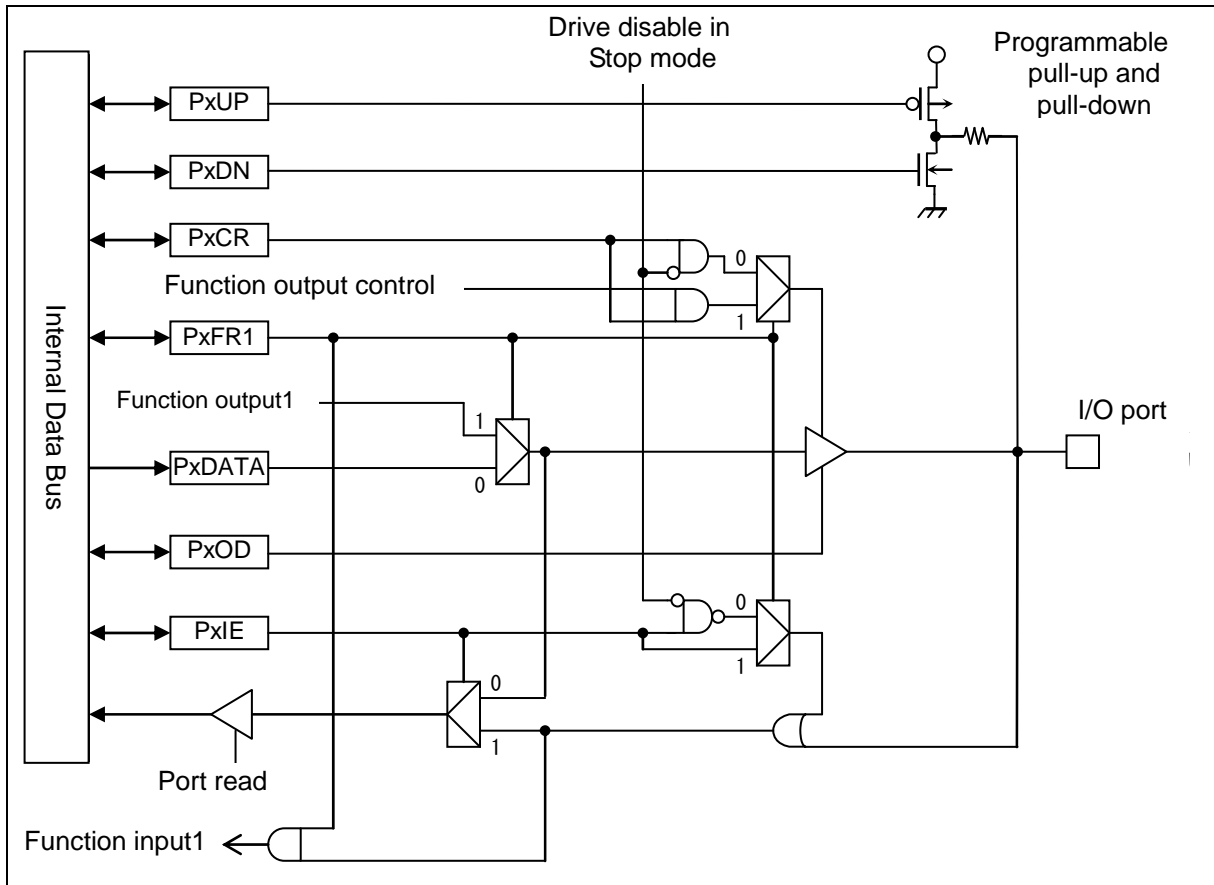 Drive disable in
Stop mode
Programmable
pull-up and
pull-down
PxUP
PxDN
PxCR
0
Function output control
1
PxFR1
Internal Data Bus
Function output1
1
I/O port
PxDATA
0
PxOD
PxIE
0
1
0
1
Port read
Function input1